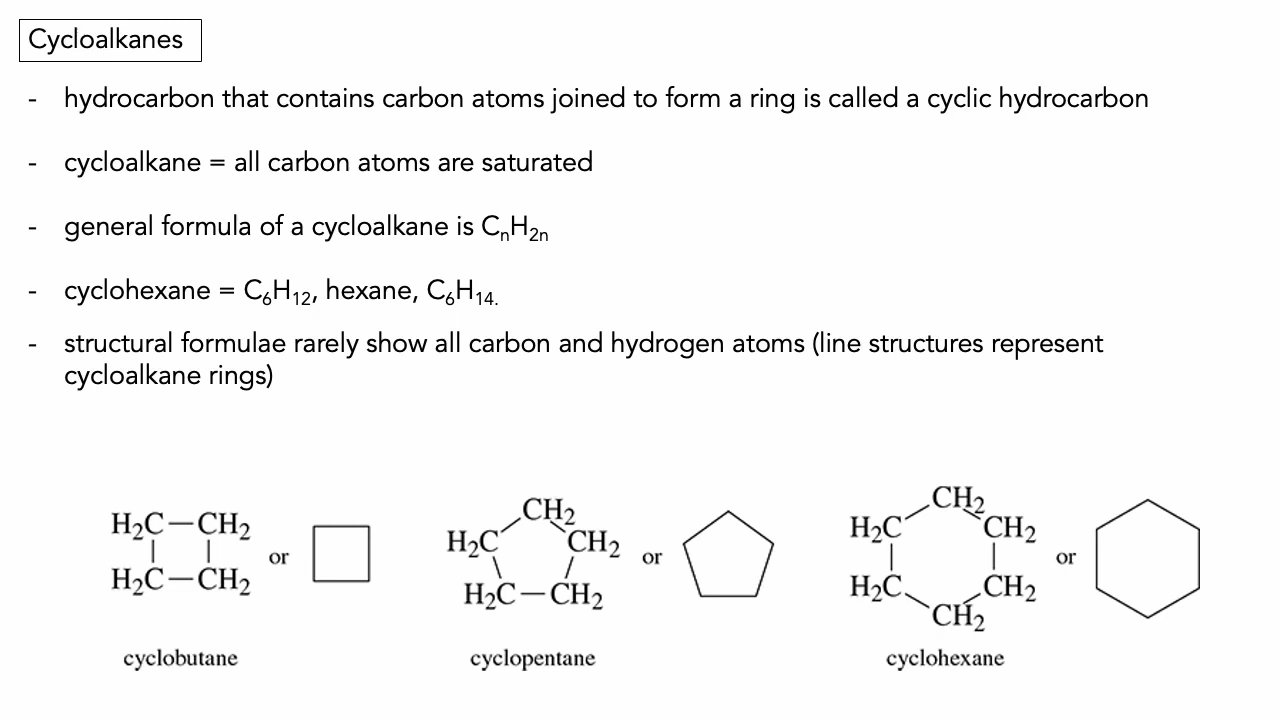 Cycloalkanes
- hydrocarbon that contains carbon atoms joined to form a ring is called a cyclic hydrocarbon
- cycloalkane = all carbon atoms are saturated
- general formula of a cycloalkane is CₙH₂ₙ
- cyclohexane = C₆H₁₂, hexane, C₆H₁₄.
- structural formulae rarely show all carbon and hydrogen atoms (line structures represent
cycloalkane rings)
H₂C—CH₂
H₂C—CH₂
or
cyclobutane
CH₂
H₂C CH₂
H₂C—CH₂
or
cyclopentane
CH₂
H₂C CH₂
H₂C CH₂
CH₂
or
cyclohexane